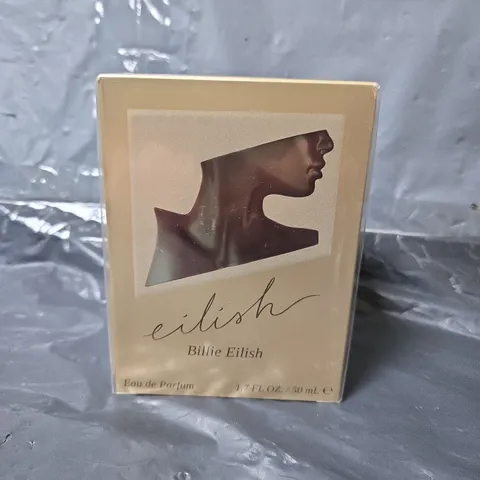 eilish
Billie Eilish
Eau de Parfum 1.7 FL.OZ. / 50 mL ℮